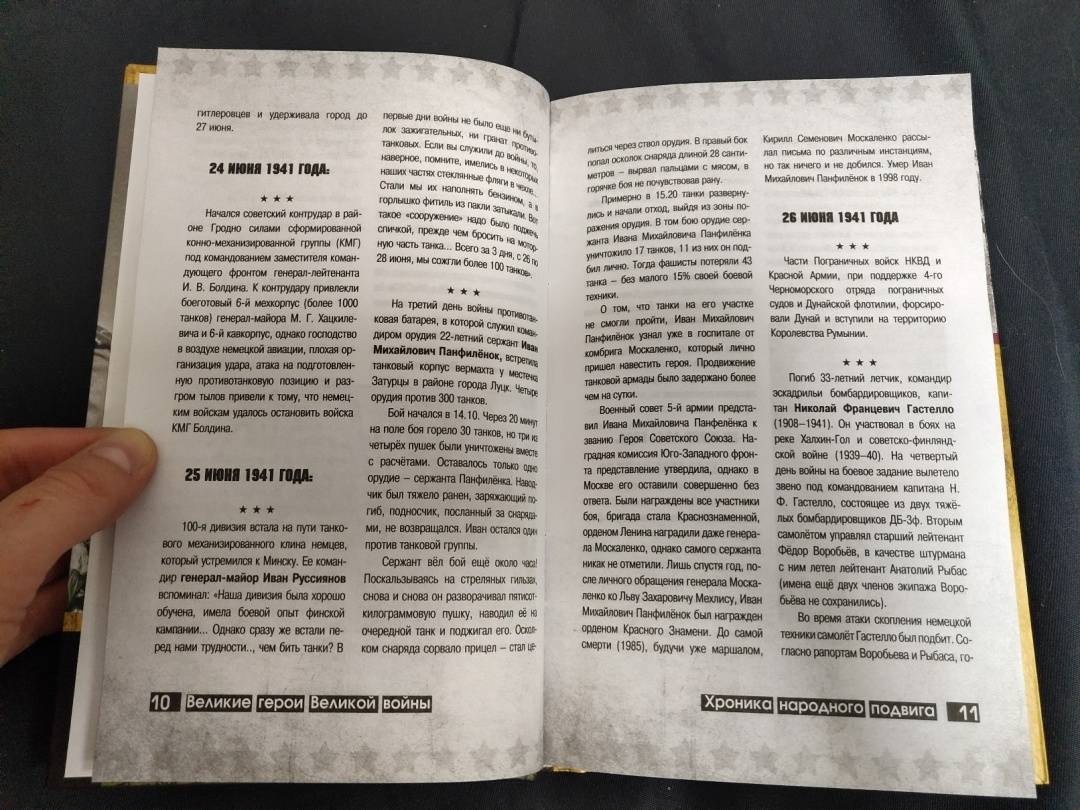 гитлеровцев и удерживала город до
27 июня.
24 ИЮНЯ 1941 ГОДА:
★ ★ ★
Начался советский контрудар в рай-
оне Гродно силами сформированной
конно-механизированной группы (КМГ)
под командованием заместителя коман-
дующего фронтом генерал-лейтенанта
И. В. Болдина. К контрудару привлекли
боеготовый 6-й мехкорпус (более 1000
танков) генерал-майора М. Г. Хацкиле-
вича и 6-й кавкорпус, однако господство
в воздухе немецкой авиации, плохая ор-
ганизация удара, атака на подготовлен-
ную противотанковую позицию и раз-
гром тылов привели к тому, что немец-
ким войскам удалось остановить войска
КМГ Болдина.
25 ИЮНЯ 1941 ГОДА:
★ ★ ★
100-я дивизия встала на пути танко-
вого механизированного клина немцев,
который устремился к Минску. Ее коман-
дир генерал-майор Иван Руссиянов
вспоминал: «Наша дивизия была хорошо
обучена, имела боевой опыт финской
кампании... Однако сразу же встали пе-
ред нами трудности.., чем бить танки? В
первые дни войны не было еще ни буты-
лок зажигательных, ни гранат противо-
танковых. Если вы служили до войны, то,
наверное, помните, имелись в некоторых
наших частях стеклянные фляги в чехле...
Стали мы их наполнять бензином, а в
горлышко фитиль из пакли затыкали. Вот
такое «сооружение» надо было поджечь
спичкой, прежде чем бросить на мотор-
ную часть танка... Всего за 3 дня, с 26 по
28 июня, мы сожгли более 100 танков».
★ ★ ★
На третий день войны противотан-
ковая батарея, в которой служил коман-
диром орудия 22-летний сержант Иван
Михайлович Панфилёнок, встретила
танковый корпус вермахта у местечка
Затурцы в районе города Луцк. Четыре
орудия против 300 танков.
Бой начался в 14.10. Через 20 минут
на поле боя горело 30 танков, но три из
четырёх пушек были уничтожены вместе
с расчётами. Оставалось только одно
орудие – сержанта Панфилёнка. Навод-
чик был тяжело ранен, заряжающий по-
гиб, подносчик, посланный за снаряда-
ми, не возвращался. Иван остался один
против танковой группы.
Сержант вёл бой ещё около часа!
Поскальзываясь на стреляных гильзах,
снова и снова он разворачивал пятисот-
килограммовую пушку, наводил её на
очередной танк и поджигал его. Оскол-
ком снаряда сорвало прицел – стал це-
10 Великие герои Великой войны
литься через ствол орудия. В правый бок
попал осколок снаряда длиной 28 санти-
метров – вырвал пальцами с мясом, в
горячке боя не почувствовав рану.
Примерно в 15.20 танки разверну-
лись и начали отход, выйдя из зоны по-
ражения орудия. В том бою орудие сер-
жанта Ивана Михайловича Панфилёнка
уничтожило 17 танков, 11 из них он под-
бил лично. Тогда фашисты потеряли 43
танка – без малого 15% своей боевой
техники.
О том, что танки на его участке
не смогли пройти, Иван Михайлович
Панфилёнок узнал уже в госпитале от
комбрига Москаленко, который лично
пришел навестить героя. Продвижение
танковой армады было задержано более
чем на сутки.
Военный совет 5-й армии предста-
вил Ивана Михайловича Панфелёнка к
званию Героя Советского Союза. На-
градная комиссия Юго-Западного фрон-
та представление утвердила, однако в
Москве его оставили совершенно без
ответа. Были награждены все участники
боя, бригада стала Краснознаменной,
орденом Ленина наградили даже генера-
ла Москаленко, однако самого сержанта
никак не отметили. Лишь спустя год, по-
сле личного обращения генерала Моска-
ленко ко Льву Захаровичу Мехлису, Иван
Михайлович Панфилёнок был награжден
орденом Красного Знамени. До самой
смерти (1985), будучи уже маршалом,
Кирилл Семенович Москаленко рассы-
лал письма по различным инстанциям,
но так ничего и не добился. Умер Иван
Михайлович Панфилёнок в 1998 году.
26 ИЮНЯ 1941 ГОДА
★ ★ ★
Части Пограничных войск НКВД и
Красной Армии, при поддержке 4-го
Черноморского отряда пограничных
судов и Дунайской флотилии, форсиро-
вали Дунай и вступили на территорию
Королевства Румынии.
★ ★ ★
Погиб 33-летний летчик, командир
эскадрильи бомбардировщиков, капи-
тан Николай Францевич Гастелло
(1908–1941). Он участвовал в боях на
реке Халхин-Гол и советско-финлянд-
ской войне (1939–40). На четвертый
день войны на боевое задание вылетело
звено под командованием капитана Н.
Ф. Гастелло, состоящее из двух тяжё-
лых бомбардировщиков ДБ-3ф. Вторым
самолётом управлял старший лейтенант
Фёдор Воробьёв, в качестве штурмана
с ним летел лейтенант Анатолий Рыбас
(имена ещё двух членов экипажа Воро-
бьёва не сохранились).
Во время атаки скопления немецкой
техники самолёт Гастелло был подбит. Со-
гласно рапортам Воробьева и Рыбаса, го-
Хроника народного подвига 11